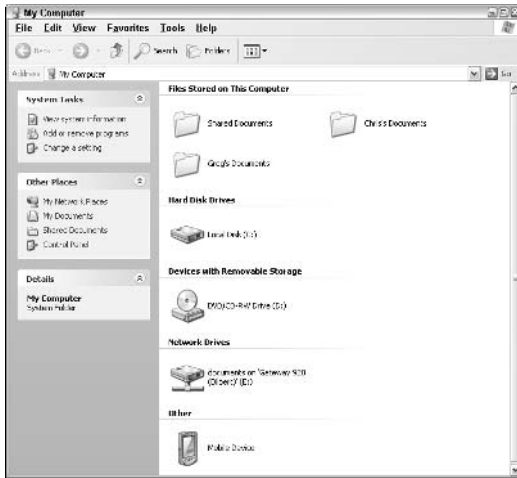 My Computer
File Edit View Favorites Tools Help
Back Search Folders
Address My Computer Go
System Tasks
View system information
Add or remove programs
Change a setting
Other Places
My Network Places
My Documents
Shared Documents
Control Panel
Details
My Computer
System Folder
Files Stored on This Computer
Shared Documents
Chris's Documents
Greg's Documents
Hard Disk Drives
Local Disk (C:)
Devices with Removable Storage
DVD/CD-RW Drive (D:)
Network Drives
documents on 'Gateway
Other
Mobile Device